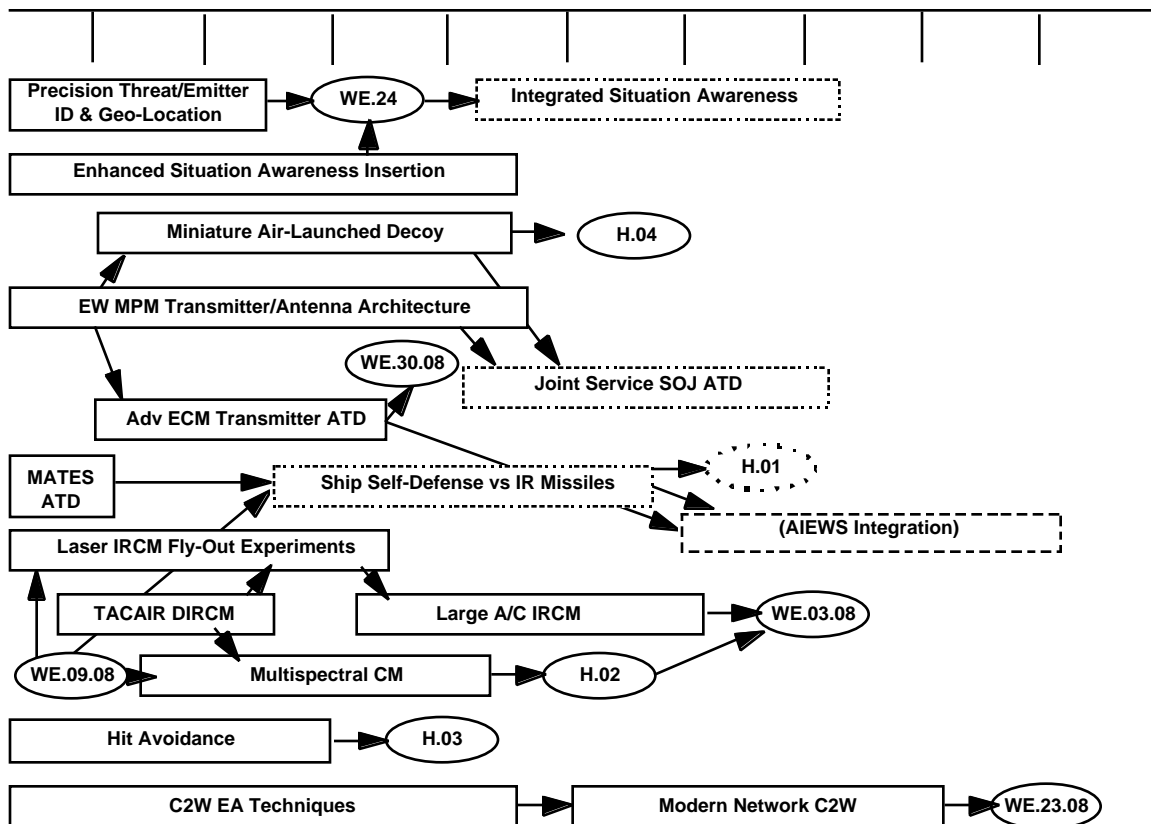 Precision Threat/Emitter
ID & Geo-Location
WE.24
Integrated Situation Awareness
Enhanced Situation Awareness Insertion
Miniature Air-Launched Decoy
H.04
EW MPM Transmitter/Antenna Architecture
WE.30.08
Joint Service SOJ ATD
Adv ECM Transmitter ATD
MATES
ATD
Ship Self-Defense vs IR Missiles
H.01
(AIEWS Integration)
Laser IRCM Fly-Out Experiments
TACAIR DIRCM
Large A/C IRCM
WE.03.08
WE.09.08
Multispectral CM
H.02
Hit Avoidance
H.03
C2W EA Techniques
Modern Network C2W
WE.23.08